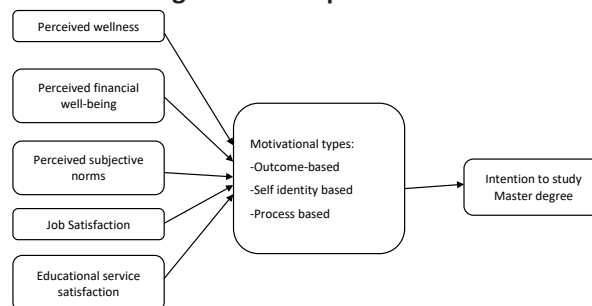 Perceived wellness
Perceived financial
well-being
Perceived subjective
norms
Job Satisfaction
Educational service
satisfaction
Motivational types:
-Outcome-based
-Self identity based
-Process based
Intention to study
Master degree